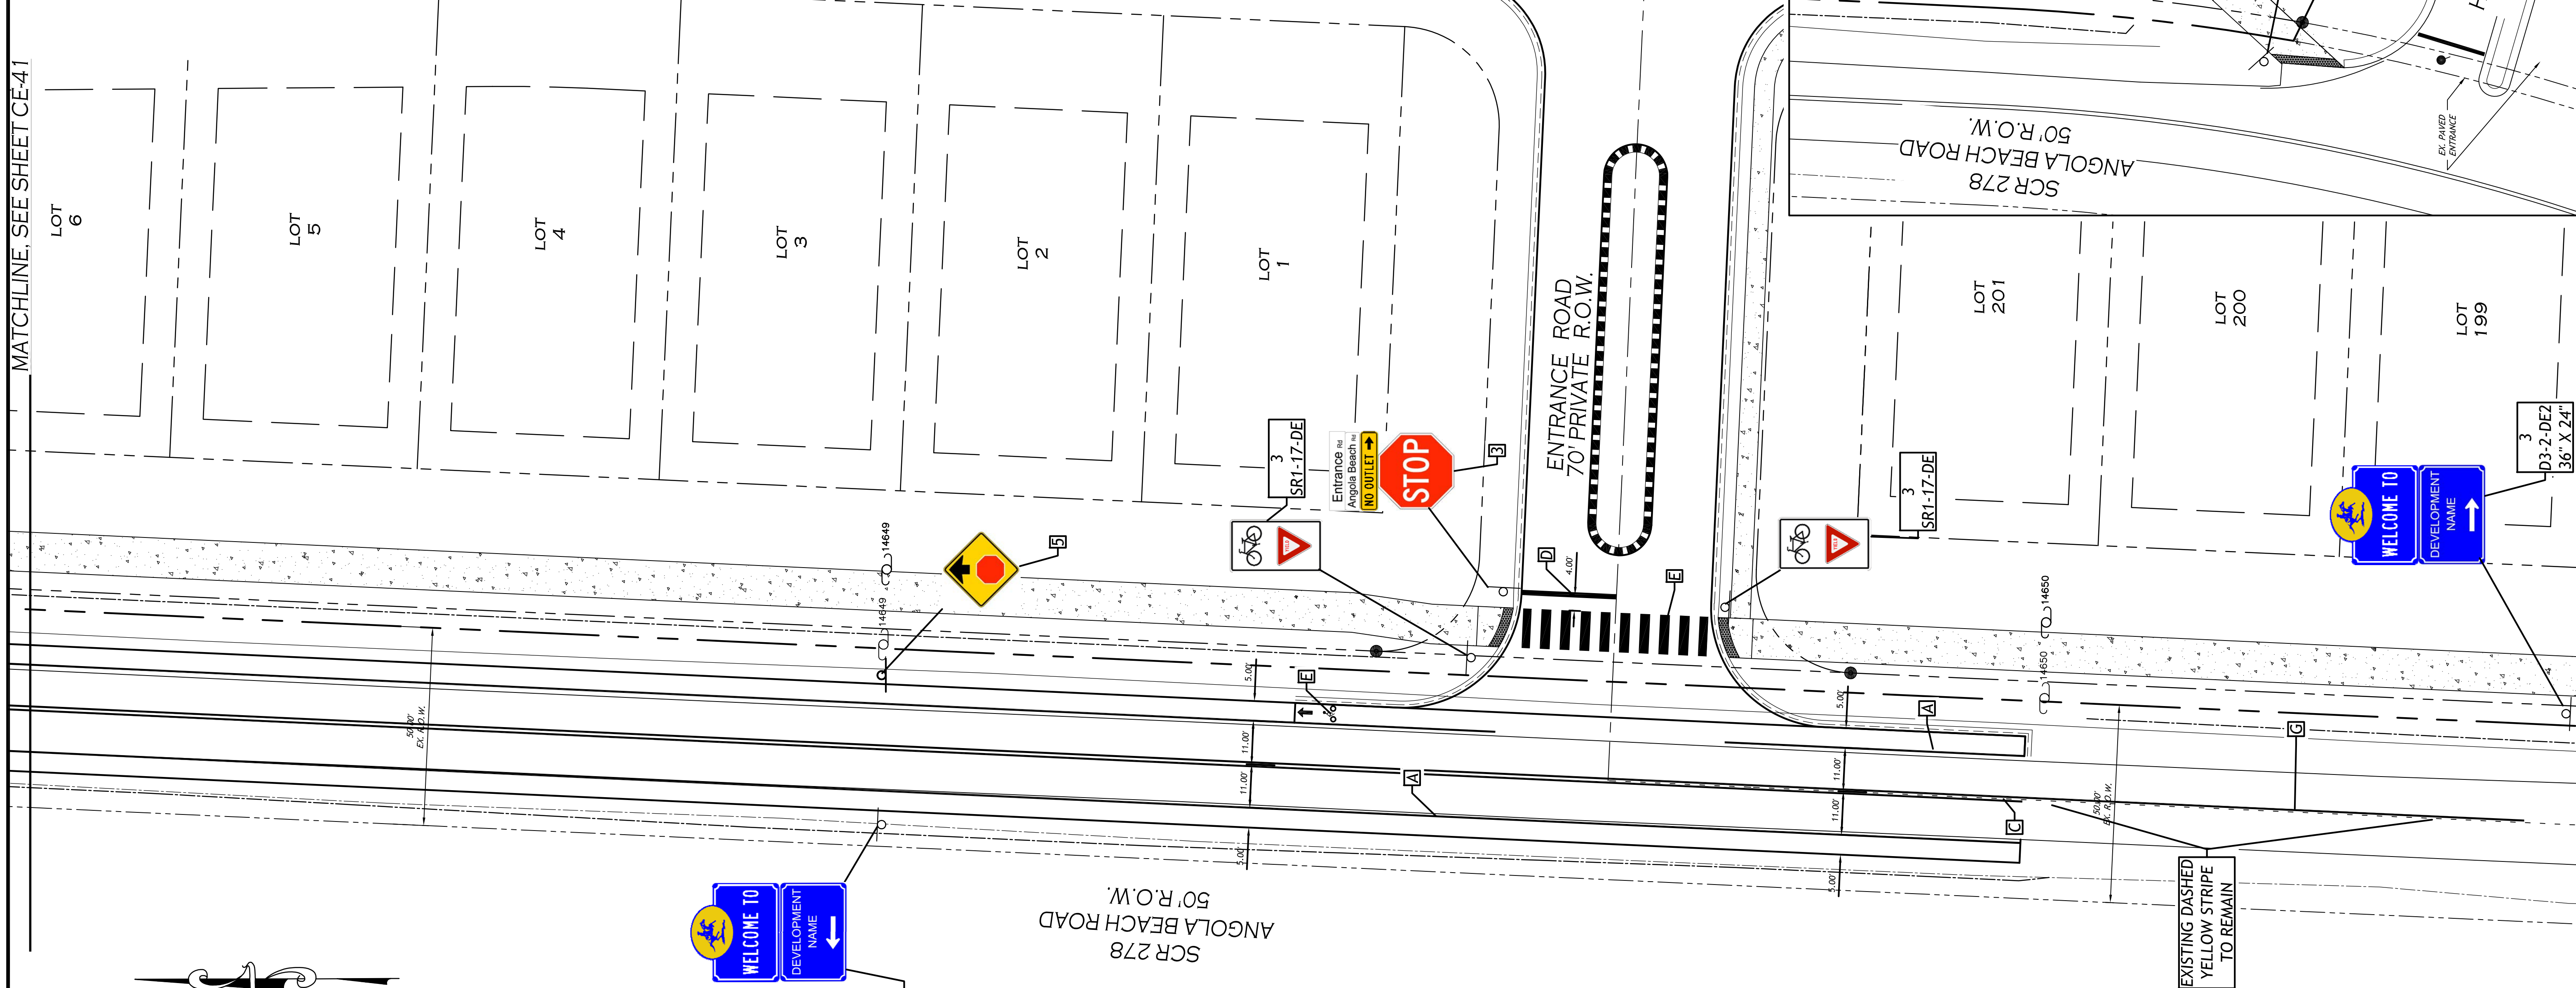 MATCHLINE, SEE SHEET CE-41
LOT
6
LOT
5
LOT
4
LOT
3
LOT
2
LOT
1
ENTRANCE ROAD
70' PRIVATE R.O.W.
SCR 278
ANGOLA BEACH ROAD
50' R.O.W.
EX. PAVED
ENTRANCE
LOT
201
LOT
200
LOT
199
3
SR1-17-DE
Entrance Rd
Angola Beach Rd
NO OUTLET
STOP
3
YIELD
3
SR1-17-DE
YIELD
WELCOME TO
DEVELOPMENT
NAME
3
D3-2-DE2
36" X 24"
14649
14649
5
D
4.00'
E
14650
14650
E
5.00'
5.00'
A
G
50.00'
EX. R.O.W.
11.00'
11.00'
A
11.00'
11.00'
C
50.00'
EX. R.O.W.
5.00'
5.00'
EXISTING DASHED
YELLOW STRIPE
TO REMAIN
WELCOME TO
DEVELOPMENT
NAME
SCR 278
ANGOLA BEACH ROAD
50' R.O.W.